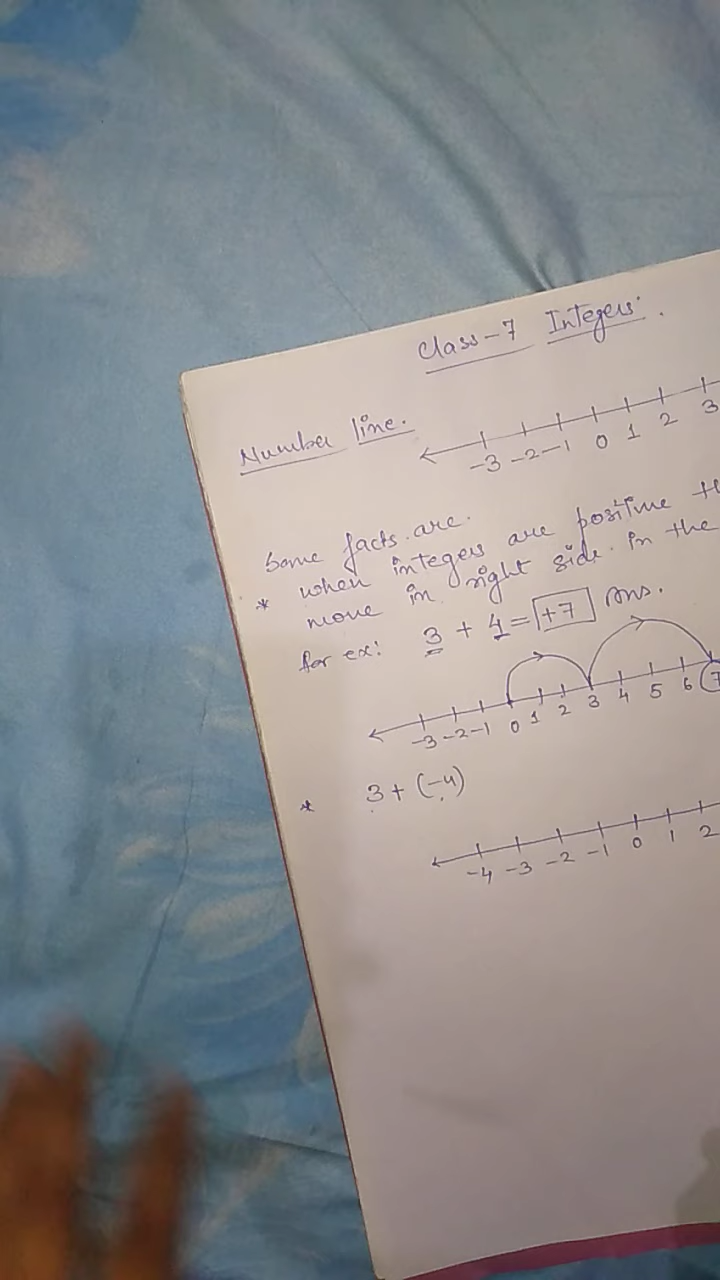 Class-7 Integers.
Number line.
-3 -2 -1 0 1 2 3
Some facts are.
* when integers are positive
move in right side. in the
for ex: 3 + 4 = +7 Ans.
-3 -2 -1 0 1 2 3 4 5 6 7
* 3 + (-4)
-4 -3 -2 -1 0 1 2